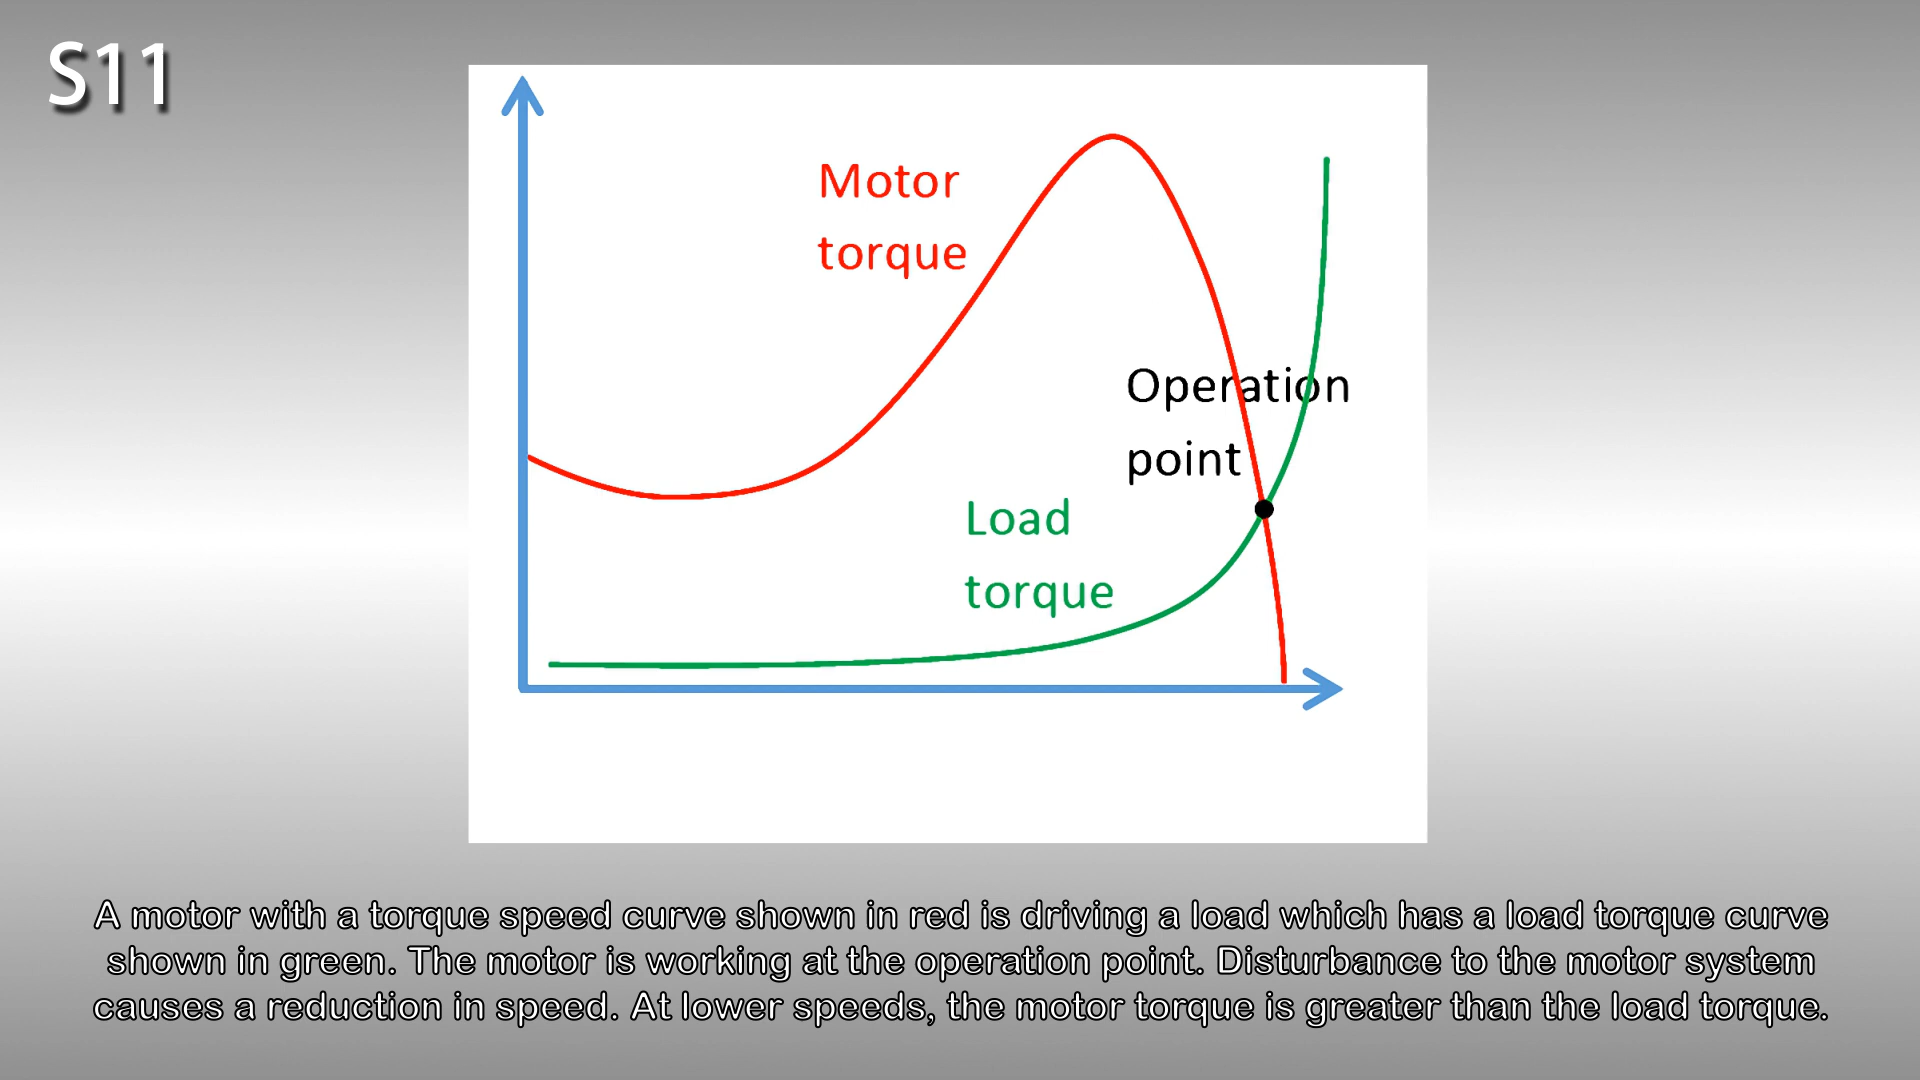 S11
Motor
torque
Operation
point
Load
torque
A motor with a torque speed curve shown in red is driving a load which has a load torque curve
shown in green. The motor is working at the operation point. Disturbance to the motor system
causes a reduction in speed. At lower speeds, the motor torque is greater than the load torque.